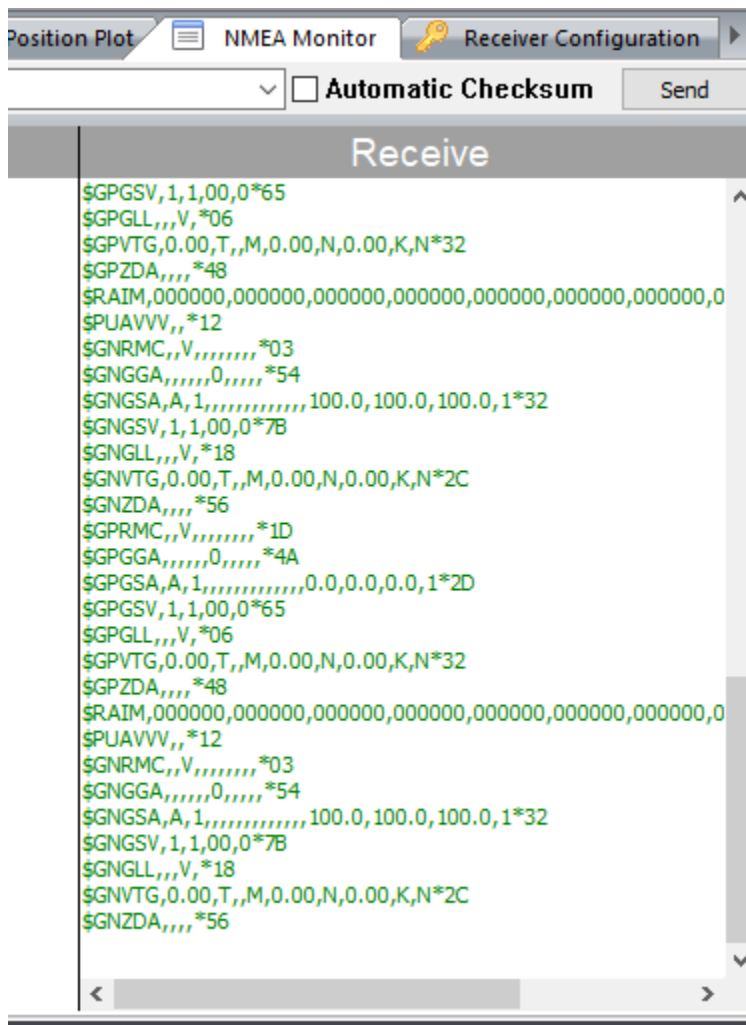 Position Plot NMEA Monitor Receiver Configuration
Automatic Checksum Send
Receive
$GPGSV,1,1,00,0*65
$GPGLL,,,V,*06
$GPVTG,0.00,T,,M,0.00,N,0.00,K,N*32
$GPZDA,,,,*48
$RAIM,000000,000000,000000,000000,000000,000000,000000,0
$PUAVVV,,*12
$GNRMC,,V,,,,,,,,*03
$GNGGA,,,,,,0,,,,,*54
$GNGSA,A,1,,,,,,,,,,,,,100.0,100.0,100.0,1*32
$GNGSV,1,1,00,0*7B
$GNGLL,,,V,*18
$GNVTG,0.00,T,,M,0.00,N,0.00,K,N*2C
$GNZDA,,,,*56
$GPRMC,,V,,,,,,,,*1D
$GPGGA,,,,,,0,,,,,*4A
$GPGSA,A,1,,,,,,,,,,,,,0.0,0.0,0.0,1*2D
$GPGSV,1,1,00,0*65
$GPGLL,,,V,*06
$GPVTG,0.00,T,,M,0.00,N,0.00,K,N*32
$GPZDA,,,,*48
$RAIM,000000,000000,000000,000000,000000,000000,000000,0
$PUAVVV,,*12
$GNRMC,,V,,,,,,,,*03
$GNGGA,,,,,,0,,,,,*54
$GNGSA,A,1,,,,,,,,,,,,,100.0,100.0,100.0,1*32
$GNGSV,1,1,00,0*7B
$GNGLL,,,V,*18
$GNVTG,0.00,T,,M,0.00,N,0.00,K,N*2C
$GNZDA,,,,*56